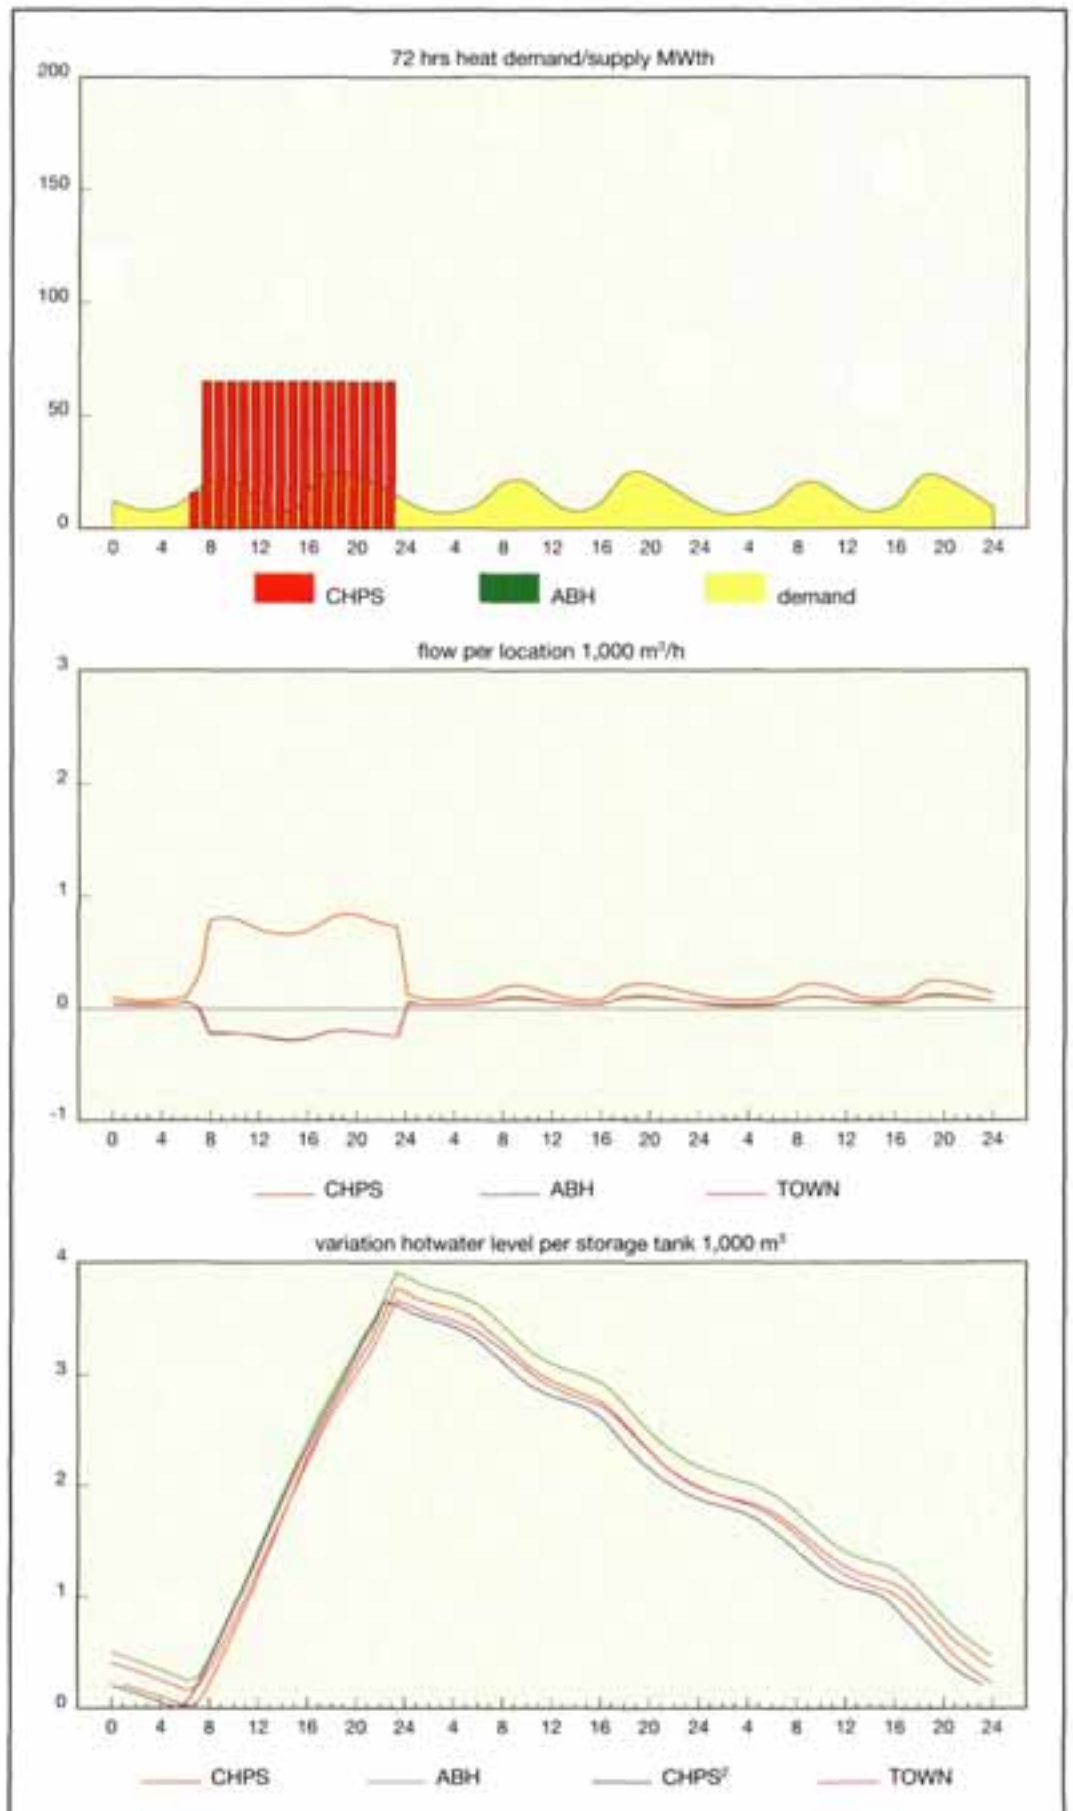 72 hrs heat demand/supply MWth
200
150
100
50
0
0 4 8 12 16 20 24 4 8 12 16 20 24 4 8 12 16 20 24
CHPS ABH demand
flow per location 1,000 m³/h
3
2
1
0
-1
0 4 8 12 16 20 24 4 8 12 16 20 24 4 8 12 16 20 24
CHPS ABH TOWN
variation hotwater level per storage tank 1,000 m³
4
3
2
1
0
0 4 8 12 16 20 24 4 8 12 16 20 24 4 8 12 16 20 24
CHPS ABH CHPS² TOWN